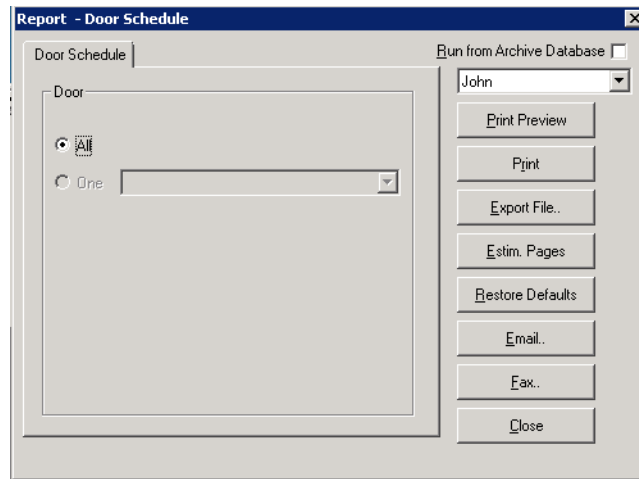 Report - Door Schedule
Door Schedule
Run from Archive Database
John
Door
All
One
Print Preview
Print
Export File..
Estim. Pages
Restore Defaults
Email..
Fax..
Close